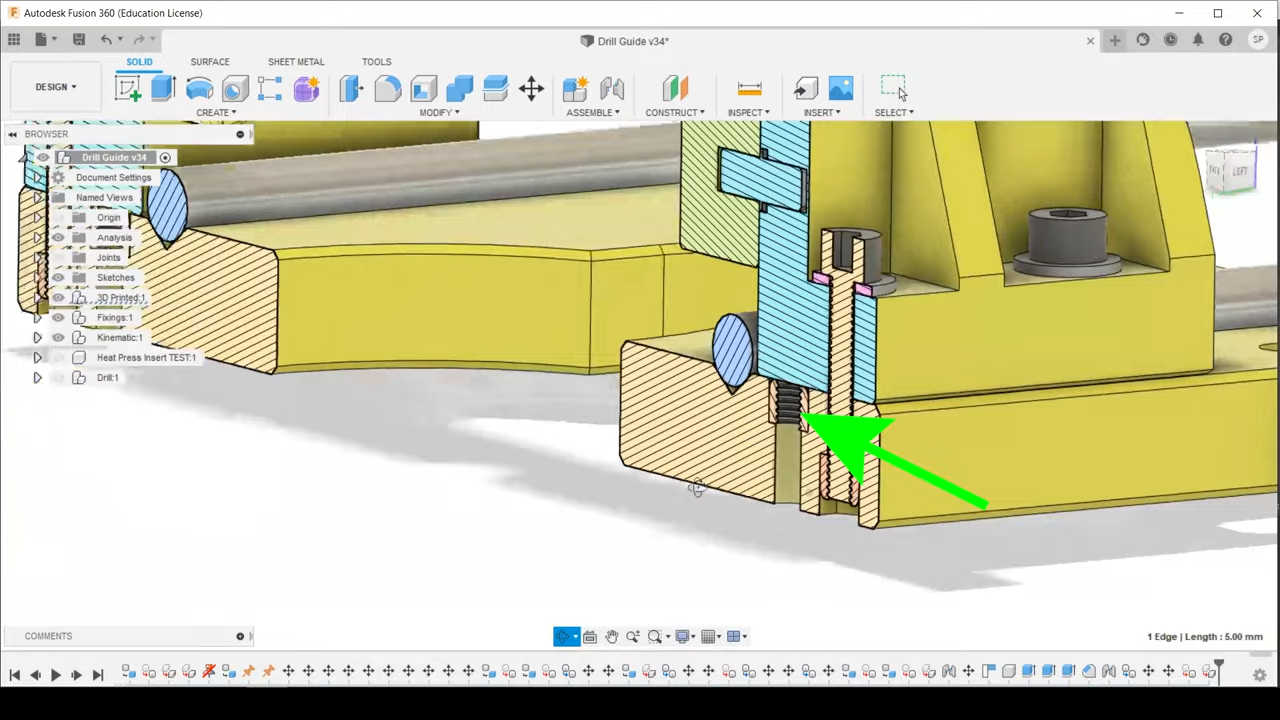 Autodesk Fusion 360 (Education License)
Drill Guide v34*
SP
DESIGN
SOLID SURFACE SHEET METAL TOOLS
CREATE MODIFY ASSEMBLE CONSTRUCT INSPECT INSERT SELECT
BROWSER
Drill Guide v34
Document Settings
Named Views
Origin
Analysis
Joints
Sketches
3D Printed:1
Fixings:1
Kinematic:1
Heat Press Insert TEST:1
Drill:1
LEFT
COMMENTS
1 Edge | Length : 5.00 mm